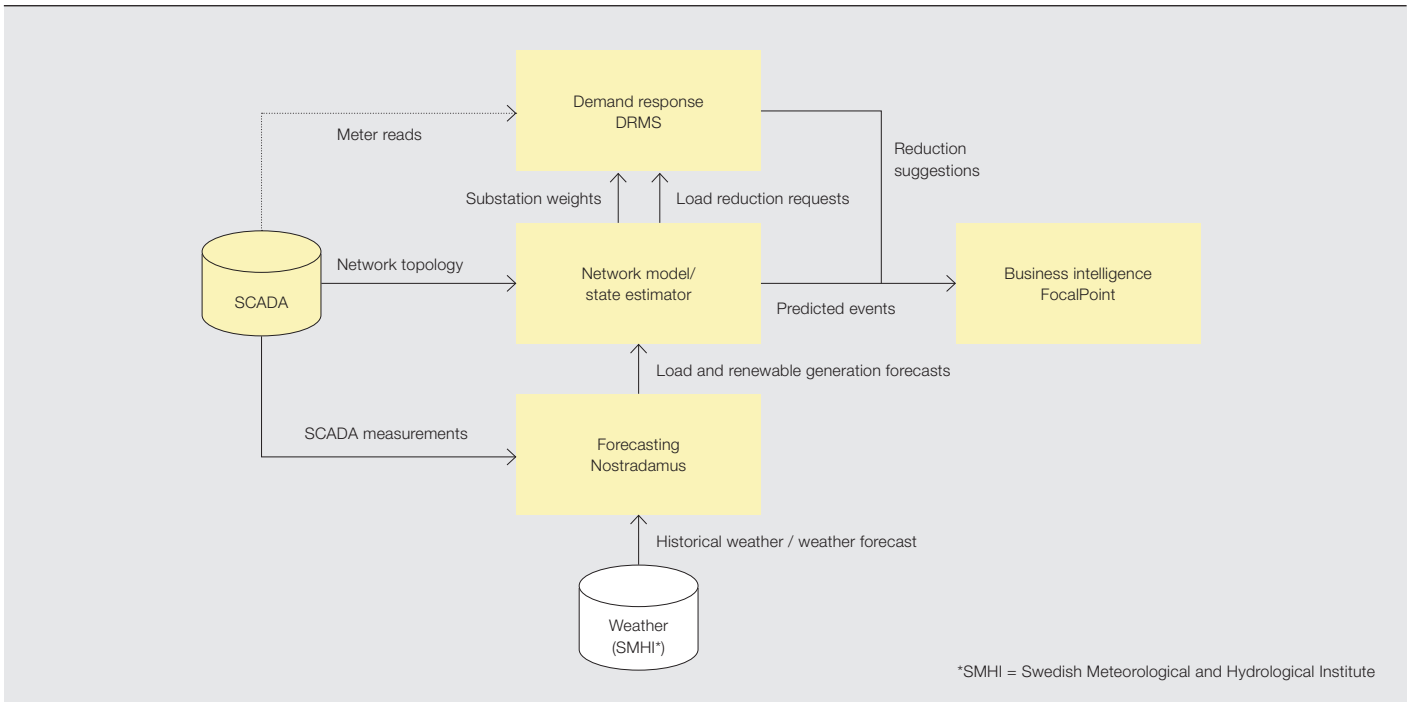 Demand response
DRMS
Meter reads
Reduction
suggestions
Substation weights
Load reduction requests
Network topology
SCADA
Network model/
state estimator
Business intelligence
FocalPoint
Predicted events
Load and renewable generation forecasts
SCADA measurements
Forecasting
Nostradamus
Historical weather / weather forecast
Weather
(SMHI*)
*SMHI = Swedish Meteorological and Hydrological Institute